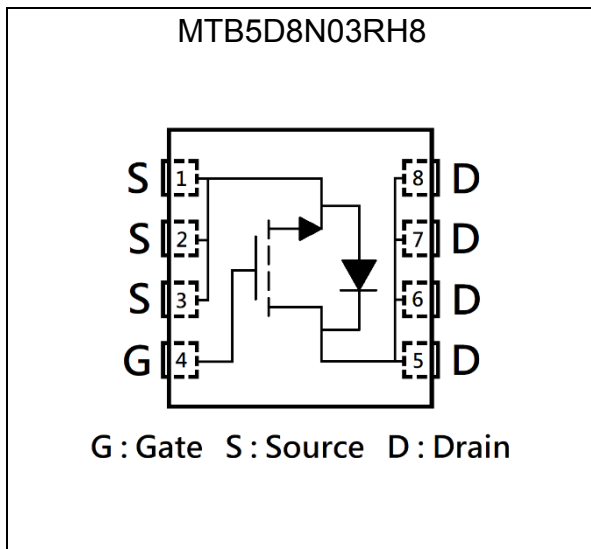 MTB5D8N03RH8
S 1 8 D
S 2 7 D
S 3 6 D
G 4 5 D
G : Gate S : Source D : Drain